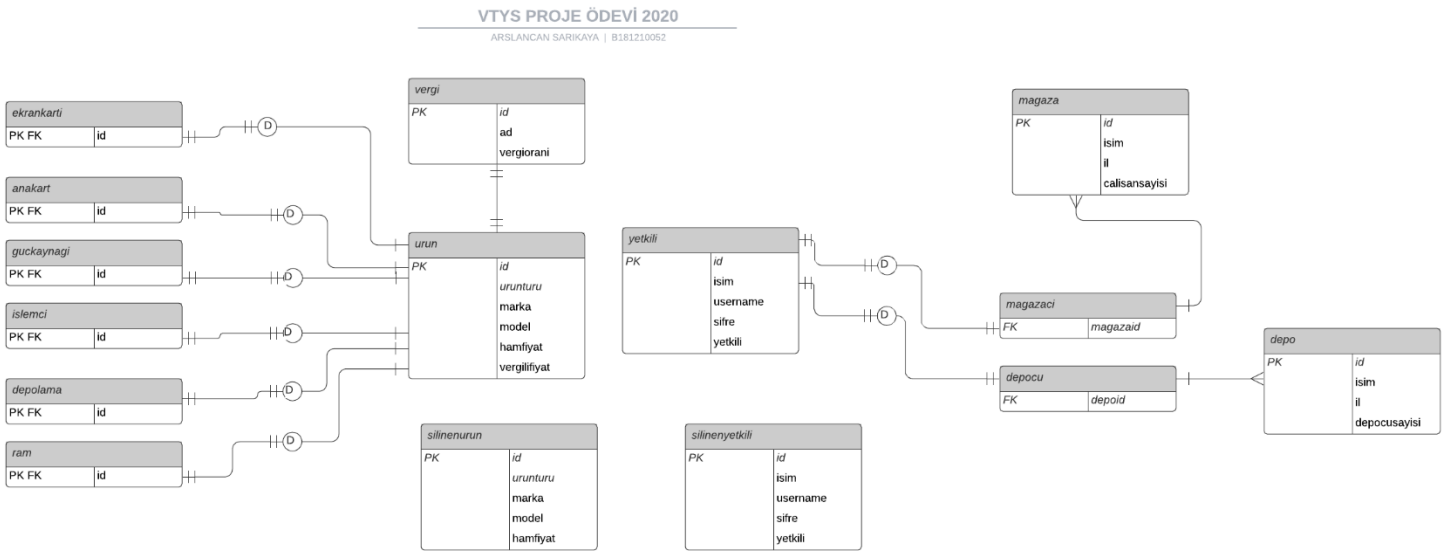 VTYS PROJE ÖDEVİ 2020
ARSLANCAN SARIKAYA | B181210052
ekrankarti
PK FK id
D
anakart
PK FK id
D
guckaynagi
PK FK id
D
islemci
PK FK id
D
depolama
PK FK id
D
ram
PK FK id
D
vergi
PK id
ad
vergiorani
urun
PK id
urunturu
marka
model
hamfiyat
vergilifiyat
silinenurun
PK id
urunturu
marka
model
hamfiyat
yetkili
PK id
isim
username
sifre
yetkili
D
D
silinenyetkili
PK id
isim
username
sifre
yetkili
magaza
PK id
isim
il
calisansayisi
magazaci
FK magazaid
depocu
FK depoid
depo
PK id
isim
il
depocusayisi